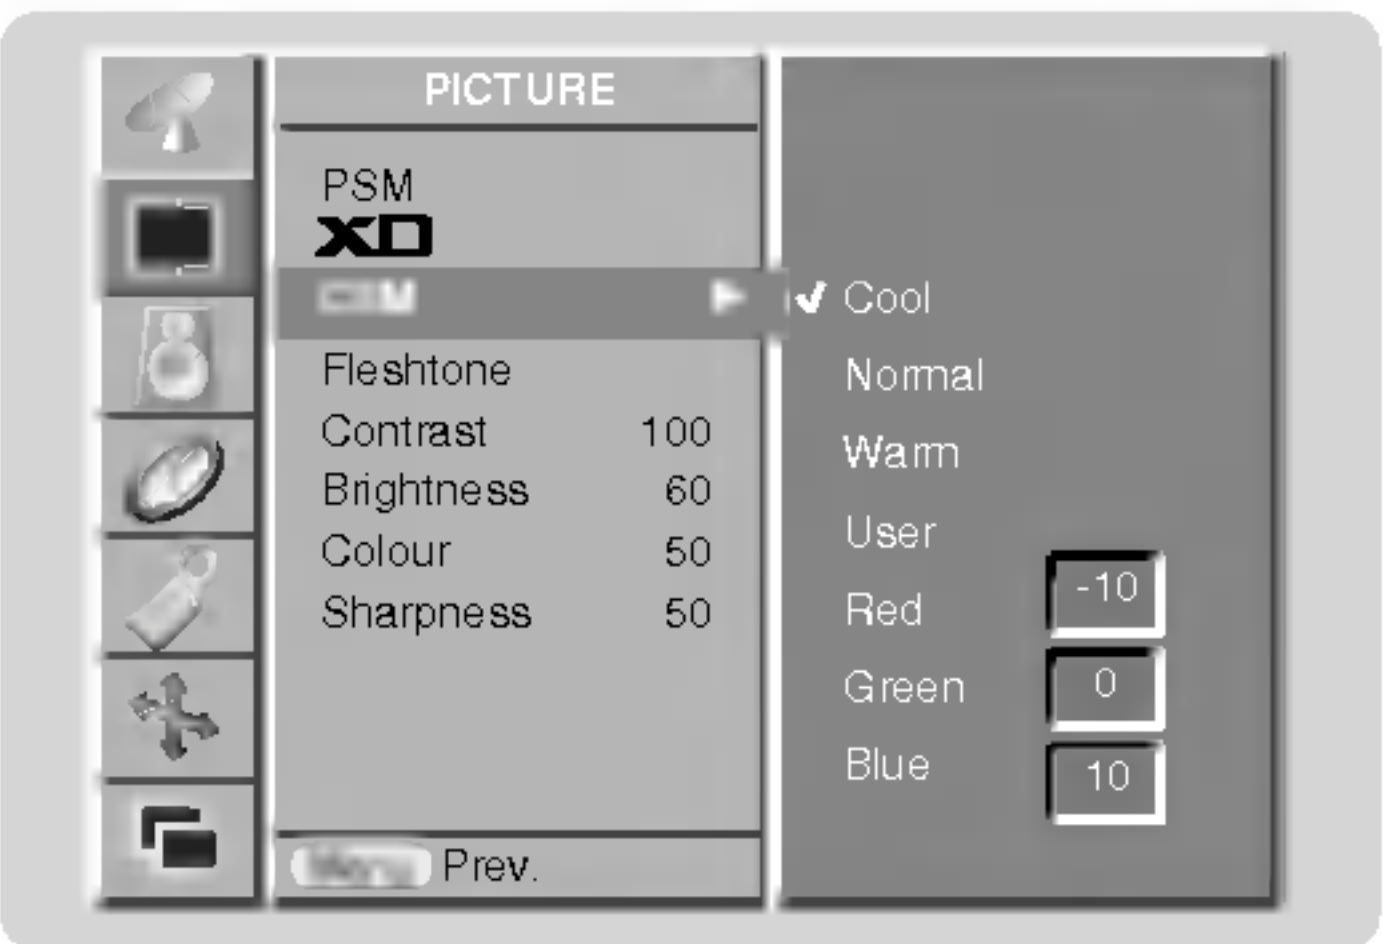 PICTURE
PSM
XD
Fleshtone
Contrast 100
Brightness 60
Colour 50
Sharpness 50
Prev.
Cool
Normal
Warm
User
Red -10
Green 0
Blue 10